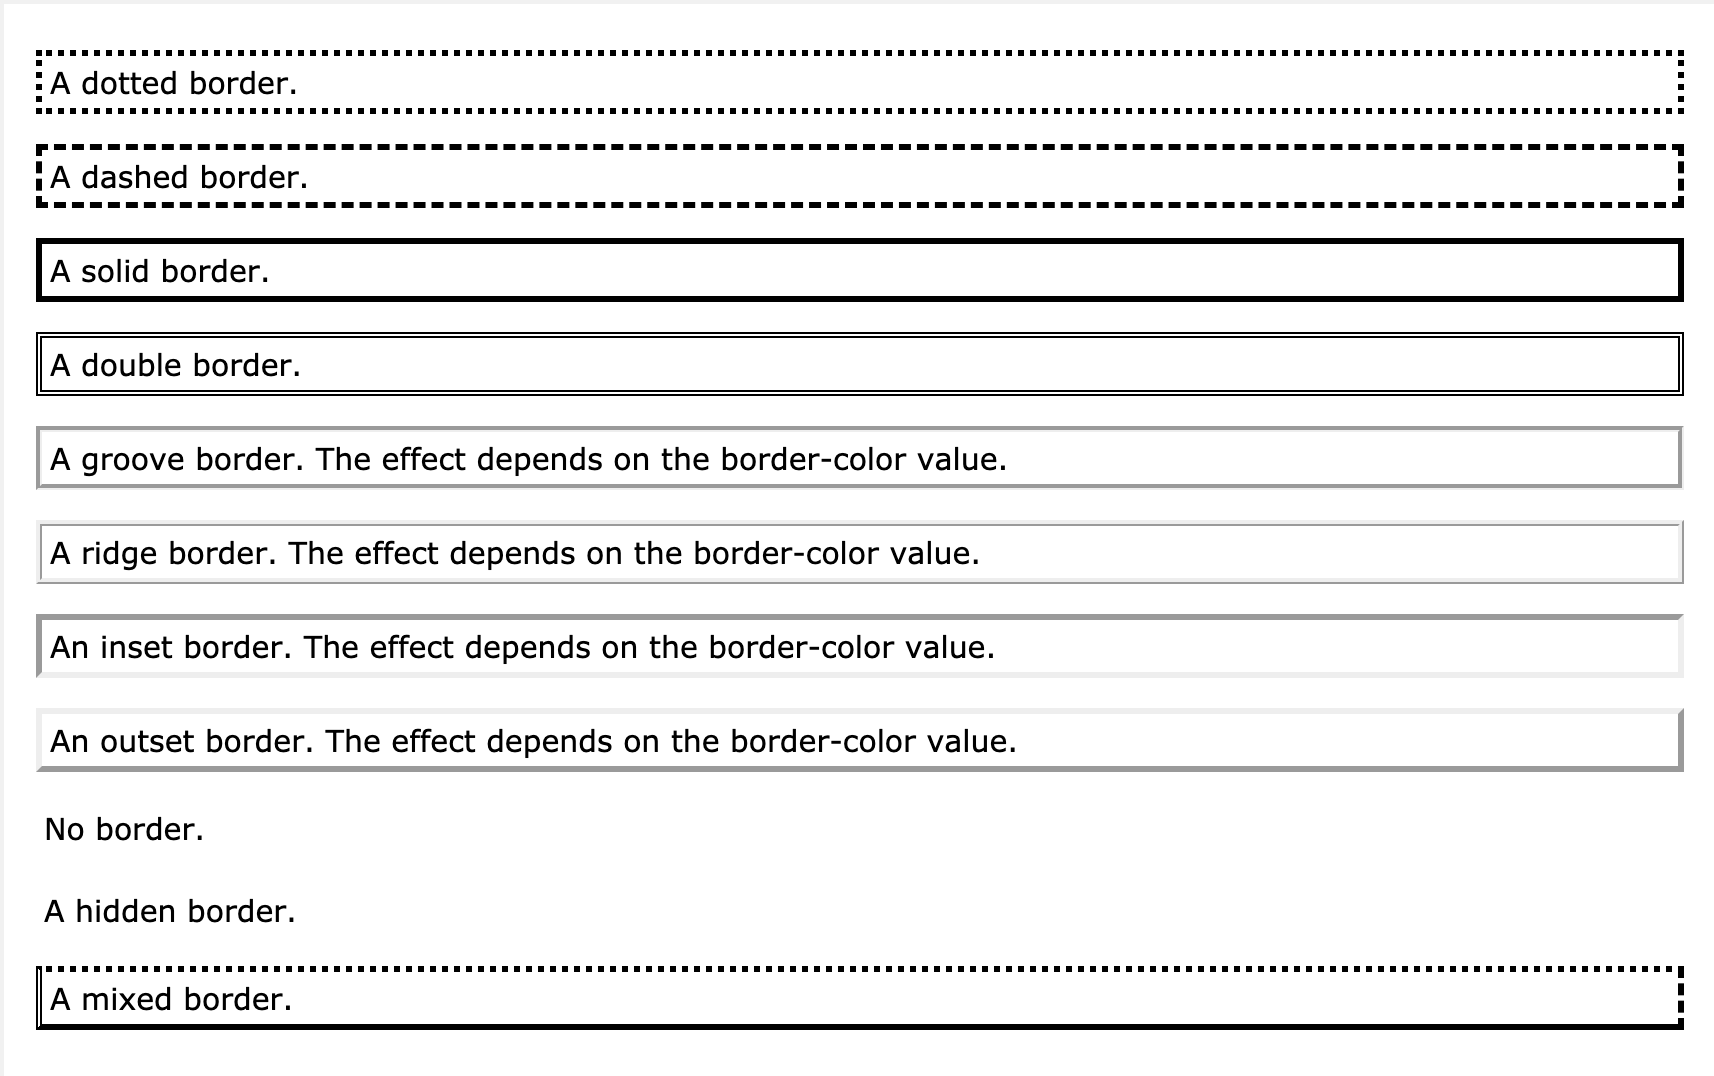 A dotted border.
A dashed border.
A solid border.
A double border.
A groove border. The effect depends on the border-color value.
A ridge border. The effect depends on the border-color value.
An inset border. The effect depends on the border-color value.
An outset border. The effect depends on the border-color value.
No border.
A hidden border.
A mixed border.